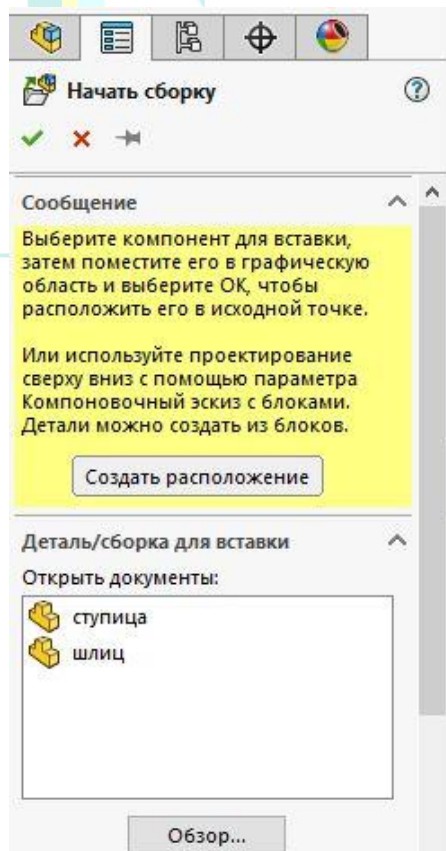 Начать сборку
Сообщение
Выберите компонент для вставки,
затем поместите его в графическую
область и выберите ОК, чтобы
расположить его в исходной точке.
Или используйте проектирование
сверху вниз с помощью параметра
Компоновочный эскиз с блоками.
Детали можно создать из блоков.
Создать расположение
Деталь/сборка для вставки
Открыть документы:
ступица
шлиц
Обзор...